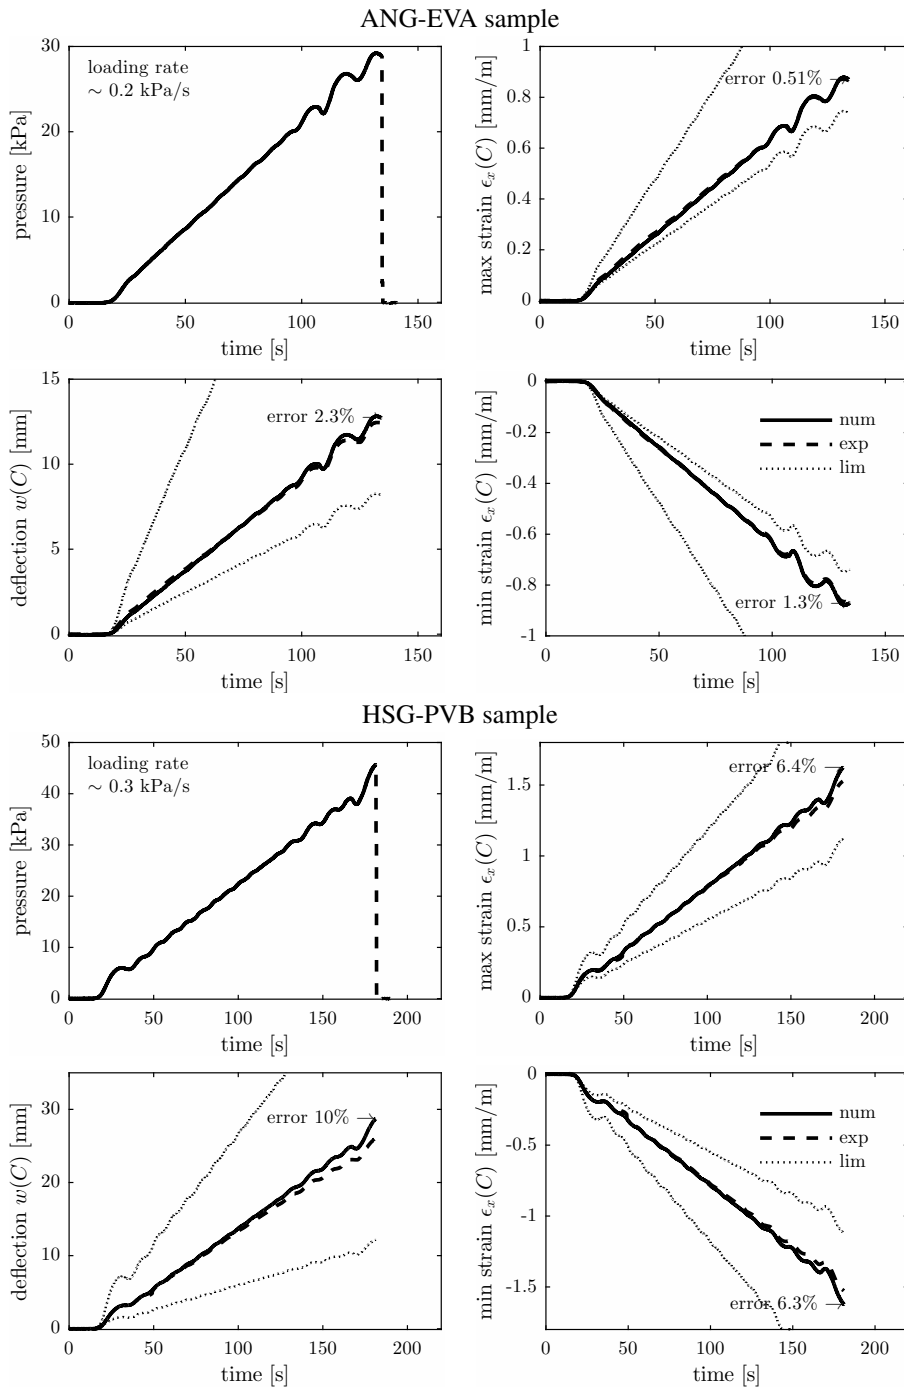 ANG-EVA sample
30
20
10
0
0
50
100
150
pressure [kPa]
time [s]
loading rate
∼ 0.2 kPa/s
1
0.8
0.6
0.4
0.2
0
0
50
100
150
max strain ϵx(C) [mm/m]
time [s]
error 0.51%
15
10
5
0
0
50
100
150
deflection w(C) [mm]
time [s]
error 2.3%
0
-0.2
-0.4
-0.6
-0.8
-1
50
100
150
min strain ϵx(C) [mm/m]
time [s]
num
exp
lim
error 1.3%
HSG-PVB sample
50
40
30
20
10
0
0
50
100
150
200
pressure [kPa]
time [s]
loading rate
∼ 0.3 kPa/s
1.5
1
0.5
0
0
50
100
150
200
max strain ϵx(C) [mm/m]
time [s]
error 6.4%
30
20
10
0
0
50
100
150
200
deflection w(C) [mm]
time [s]
error 10%
0
-0.5
-1
-1.5
50
100
150
200
min strain ϵx(C) [mm/m]
time [s]
num
exp
lim
error 6.3%